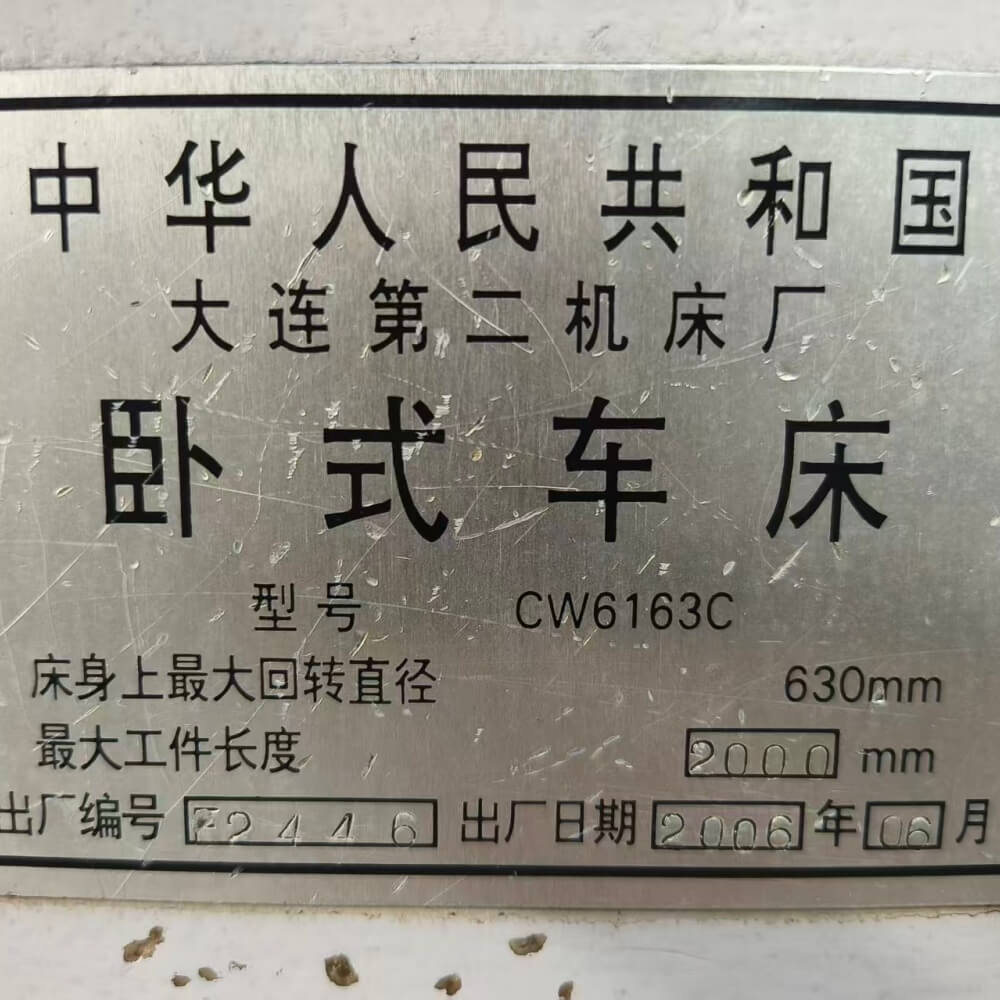 中华人民共和国
大连第二机床厂
卧式车床
型号 CW6163C
床身上最大回转直径 630mm
最大工件长度 2000 mm
出厂编号 F2446 出厂日期 2006 年 06 月